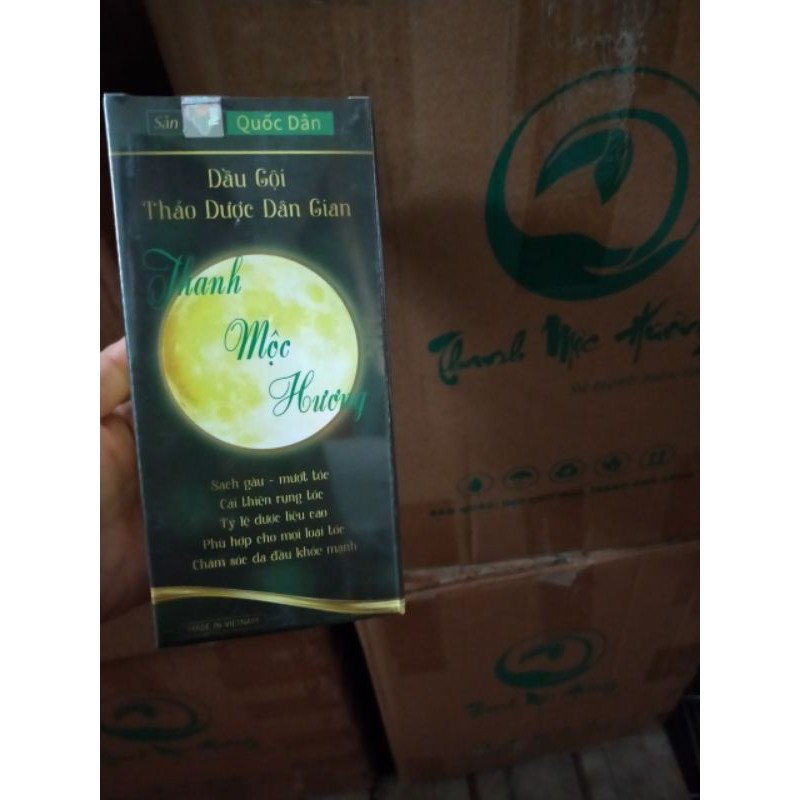 Sản
Quốc Dân
Dầu Gội
Thảo Dược Dân Gian
Thanh
Mộc
Hương
Sạch gàu - mượt tóc
Cải thiện rụng tóc
Tỷ lệ dược liệu cao
Phù hợp cho mọi loại tóc
Chăm sóc da đầu khỏe mạnh
MADE IN VIETNAM
Thanh Mộc Hương